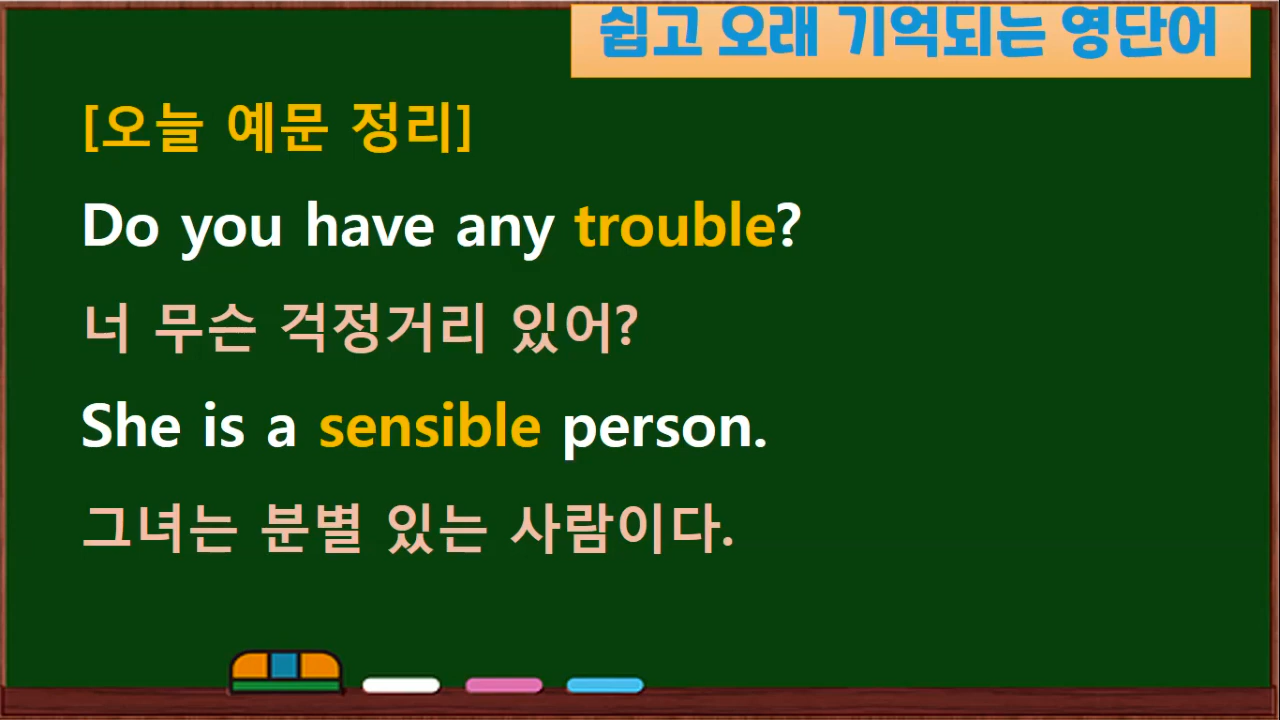 쉽고 오래 기억되는 영단어
[오늘 예문 정리]
Do you have any trouble?
너 무슨 걱정거리 있어?
She is a sensible person.
그녀는 분별 있는 사람이다.